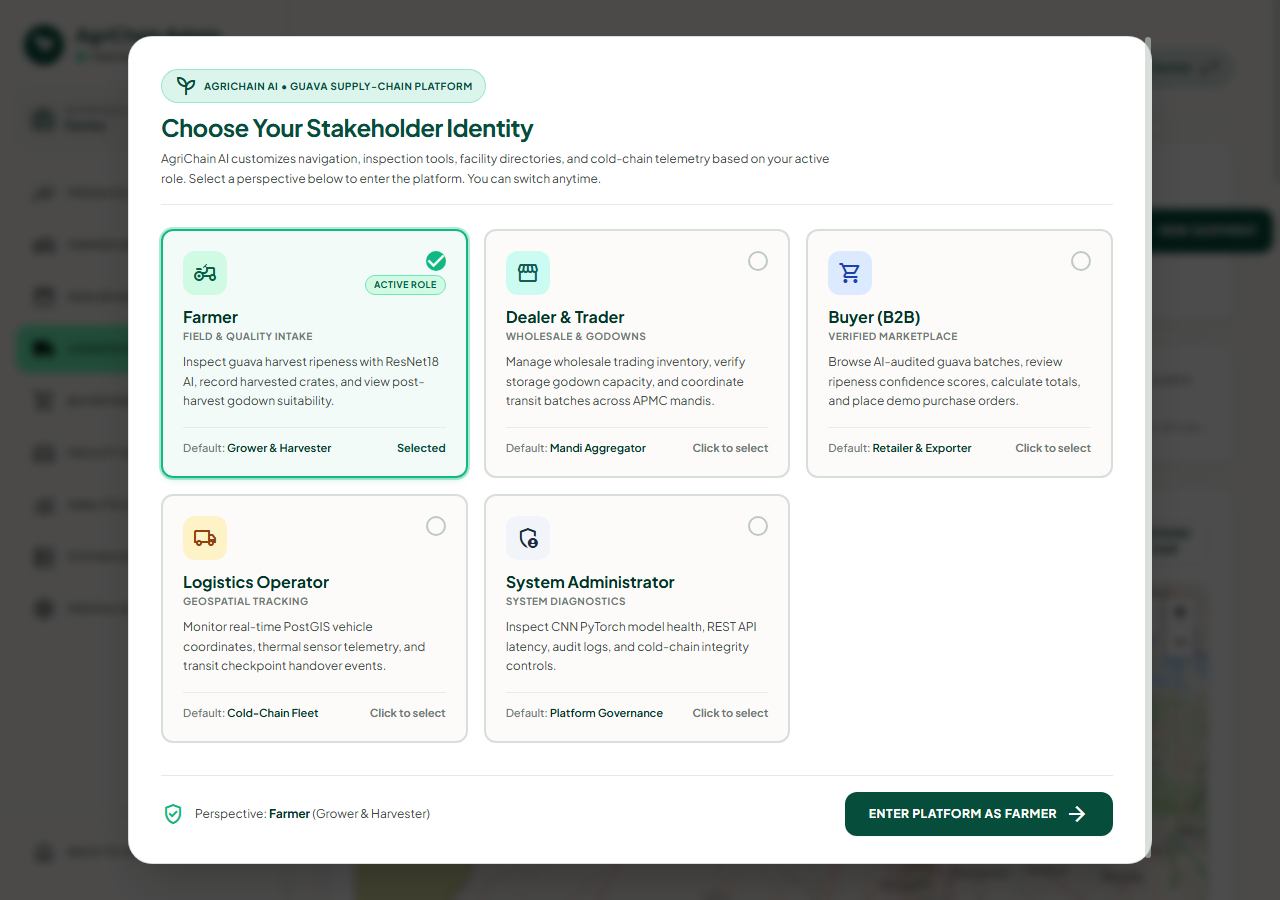 AGRICHAIN AI • GUAVA SUPPLY-CHAIN PLATFORM
Choose Your Stakeholder Identity
AgriChain AI customizes navigation, inspection tools, facility directories, and cold-chain telemetry based on your active
role. Select a perspective below to enter the platform. You can switch anytime.
ACTIVE ROLE
Farmer
FIELD & QUALITY INTAKE
Inspect guava harvest ripeness with ResNet18
AI, record harvested crates, and view post-
harvest godown suitability.
Default: Grower & Harvester
Selected
Dealer & Trader
WHOLESALE & GODOWNS
Manage wholesale trading inventory, verify
storage godown capacity, and coordinate
transit batches across APMC mandis.
Default: Mandi Aggregator
Click to select
Buyer (B2B)
VERIFIED MARKETPLACE
Browse AI-audited guava batches, review
ripeness confidence scores, calculate totals,
and place demo purchase orders.
Default: Retailer & Exporter
Click to select
Logistics Operator
GEOSPATIAL TRACKING
Monitor real-time PostGIS vehicle
coordinates, thermal sensor telemetry, and
transit checkpoint handover events.
Default: Cold-Chain Fleet
Click to select
System Administrator
SYSTEM DIAGNOSTICS
Inspect CNN PyTorch model health, REST API
latency, audit logs, and cold-chain integrity
controls.
Default: Platform Governance
Click to select
Perspective: Farmer (Grower & Harvester)
ENTER PLATFORM AS FARMER